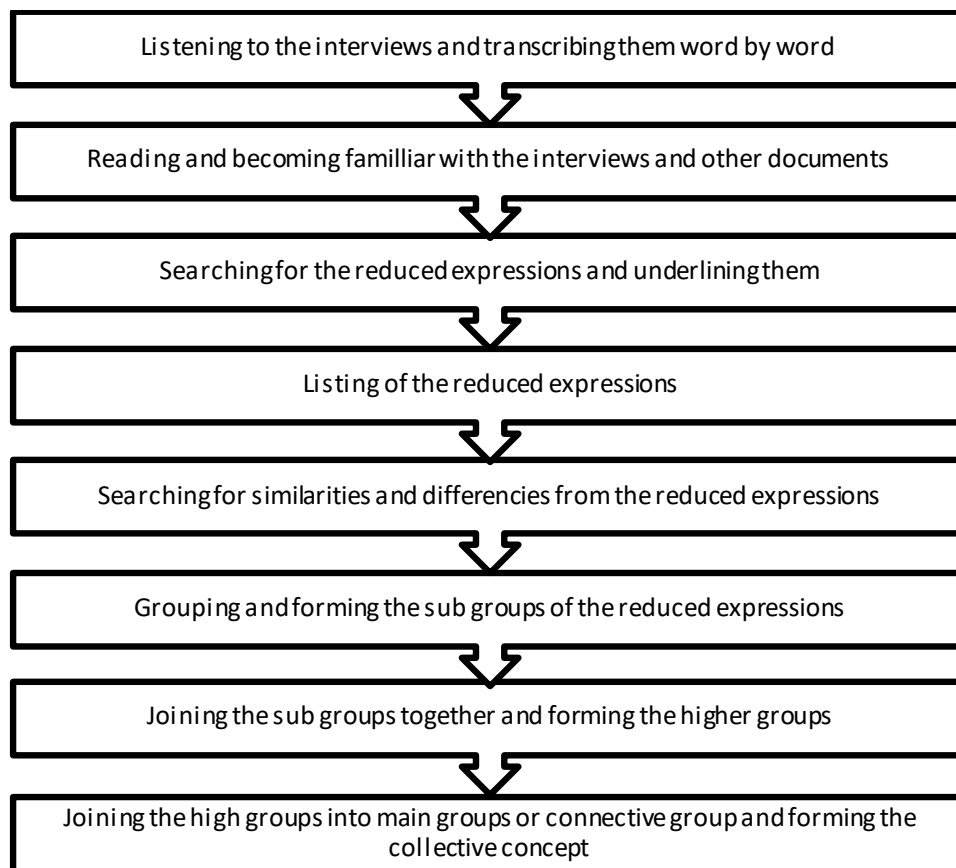 Listening to the interviews and transcribing them word by word
Reading and becoming familliar with the interviews and other documents
Searching for the reduced expressions and underlining them
Listing of the reduced expressions
Searching for similarities and differencies from the reduced expressions
Grouping and forming the sub groups of the reduced expressions
Joining the sub groups together and forming the higher groups
Joining the high groups into main groups or connective group and forming the
collective concept